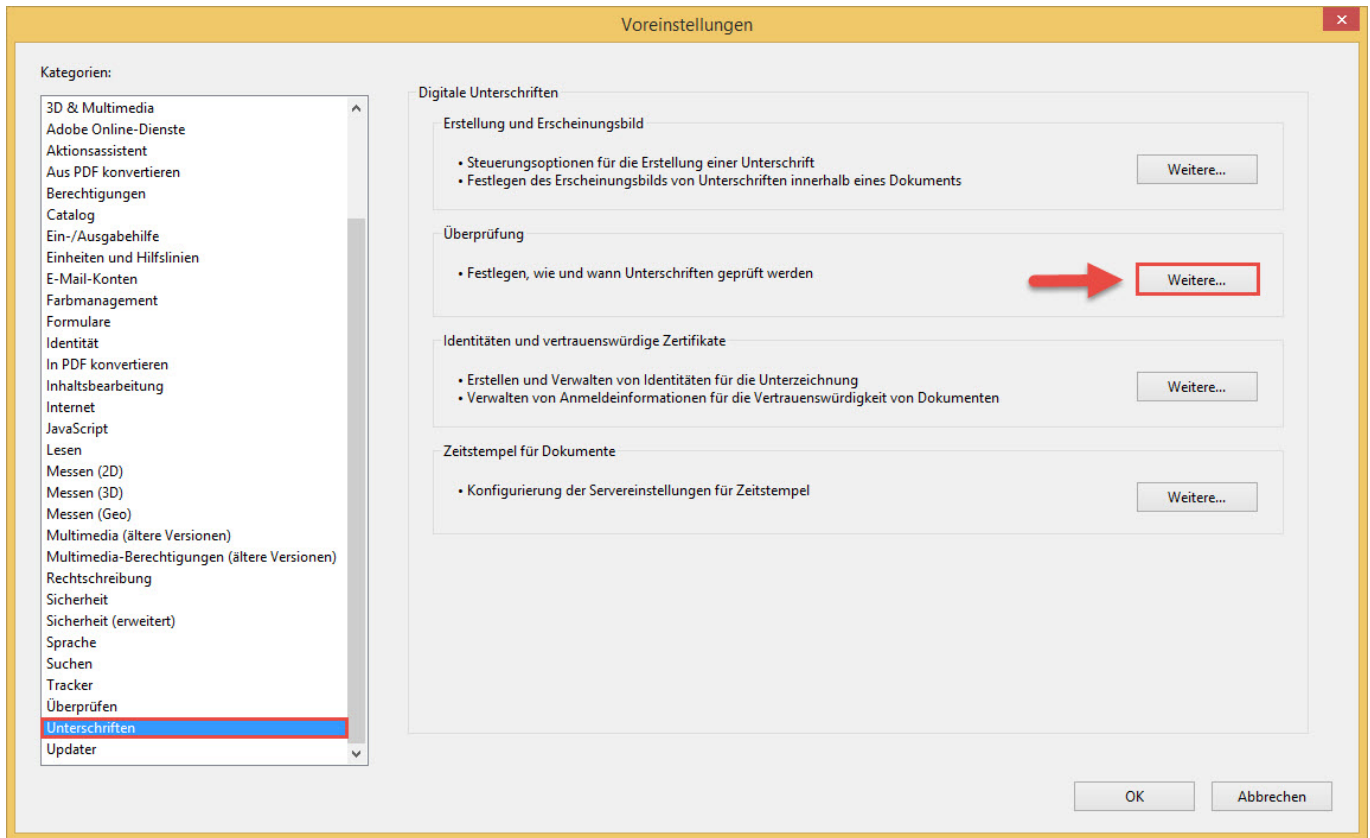 Voreinstellungen
Kategorien:
3D & Multimedia
Adobe Online-Dienste
Aktionsassistent
Aus PDF konvertieren
Berechtigungen
Catalog
Ein-/Ausgabehilfe
Einheiten und Hilfslinien
E-Mail-Konten
Farbmanagement
Formulare
Identität
In PDF konvertieren
Inhaltsbearbeitung
Internet
JavaScript
Lesen
Messen (2D)
Messen (3D)
Messen (Geo)
Multimedia (ältere Versionen)
Multimedia-Berechtigungen (ältere Versionen)
Rechtschreibung
Sicherheit
Sicherheit (erweitert)
Sprache
Suchen
Tracker
Überprüfen
Unterschriften
Updater
Digitale Unterschriften
Erstellung und Erscheinungsbild
• Steuerungsoptionen für die Erstellung einer Unterschrift
• Festlegen des Erscheinungsbilds von Unterschriften innerhalb eines Dokuments
Weitere...
Überprüfung
• Festlegen, wie und wann Unterschriften geprüft werden
Weitere...
Identitäten und vertrauenswürdige Zertifikate
• Erstellen und Verwalten von Identitäten für die Unterzeichnung
• Verwalten von Anmeldeinformationen für die Vertrauenswürdigkeit von Dokumenten
Weitere...
Zeitstempel für Dokumente
• Konfigurierung der Servereinstellungen für Zeitstempel
Weitere...
OK
Abbrechen